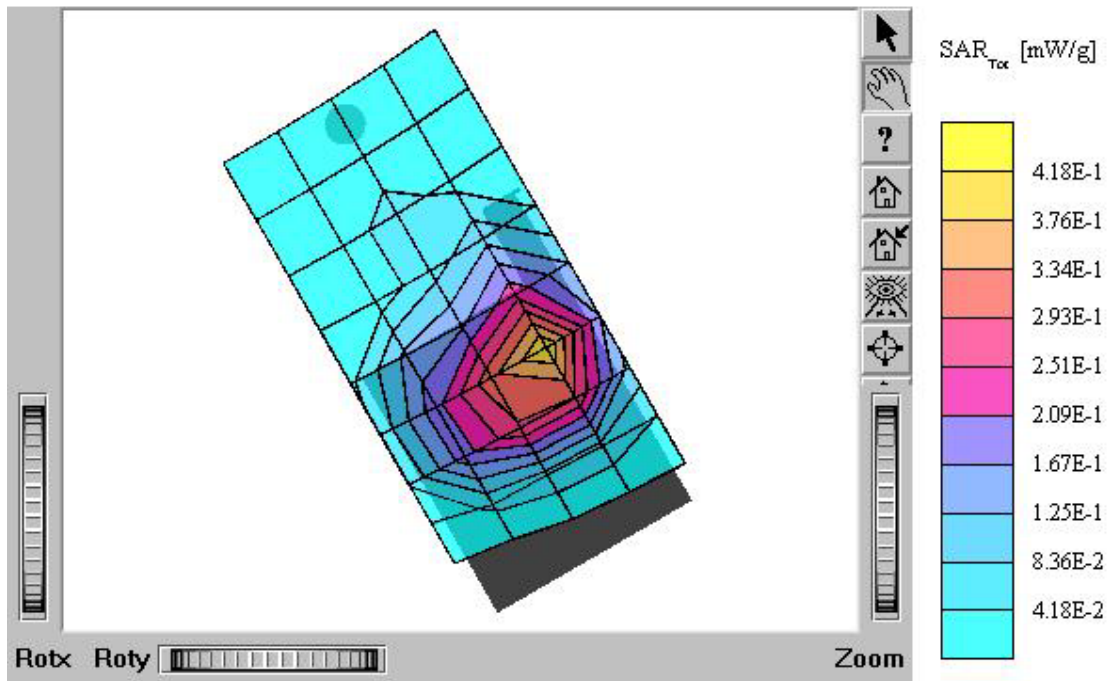 SAR_Tot [mW/g]
?
4.18E-1
3.76E-1
3.34E-1
2.93E-1
2.51E-1
2.09E-1
1.67E-1
1.25E-1
8.36E-2
4.18E-2
Rotx Roty Zoom